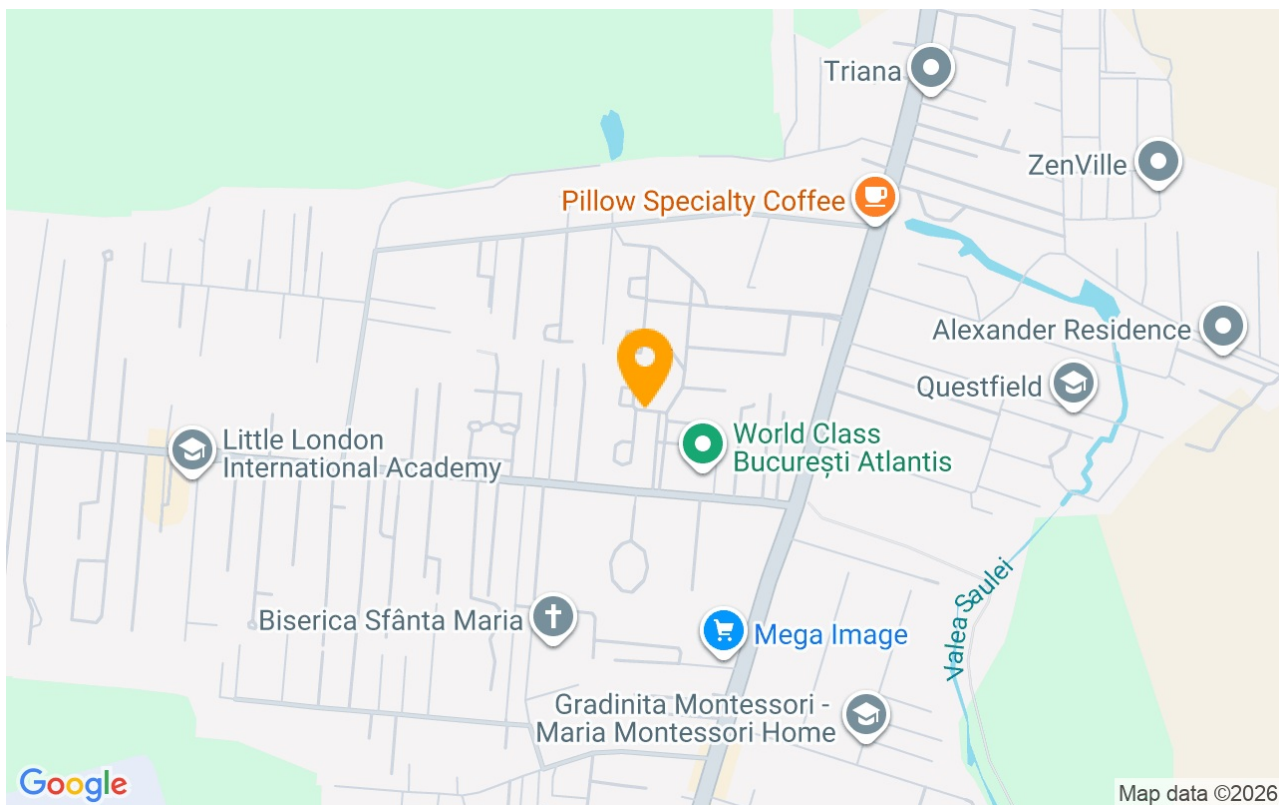 Triana
ZenVille
Pillow Specialty Coffee
Alexander Residence
Questfield
World Class
București Atlantis
Little London
International Academy
Valea Saulei
Biserica Sfânta Maria
Mega Image
Gradinita Montessori -
Maria Montessori Home
Google
Map data ©2026